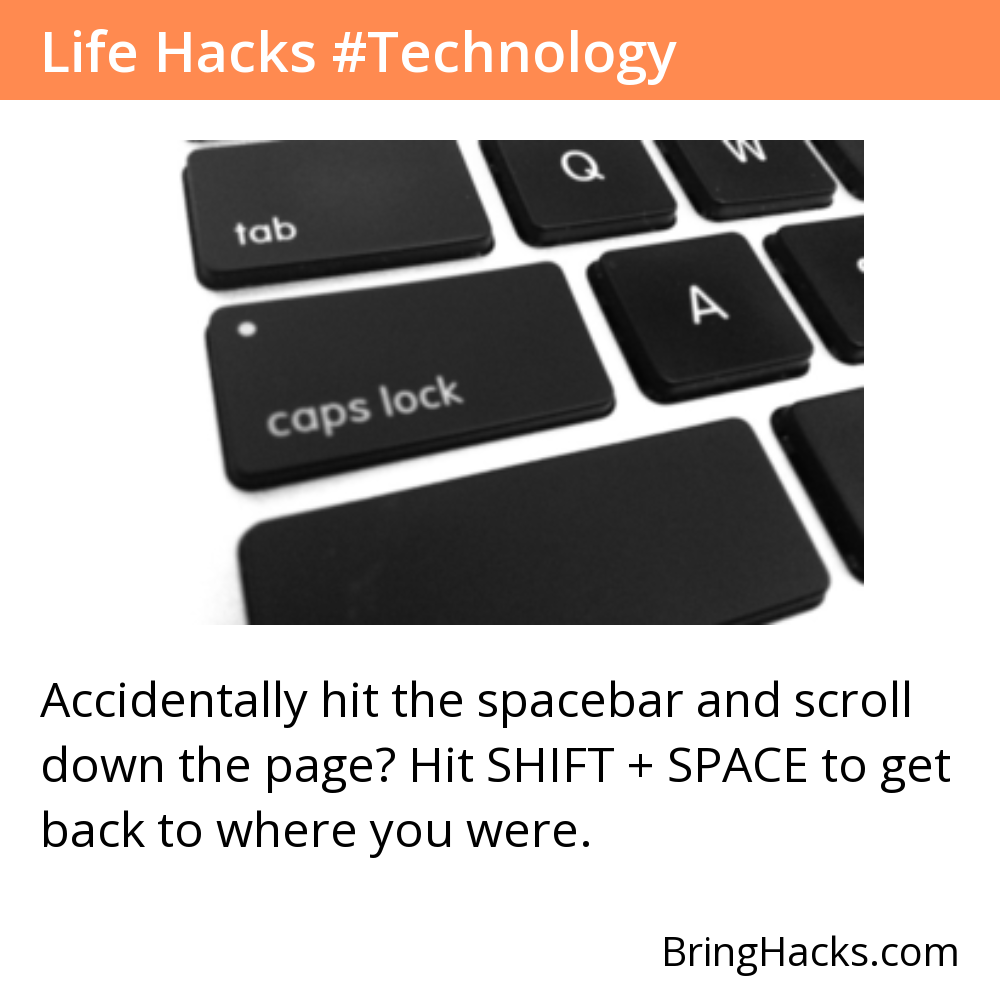 Life Hacks #Technology
Q
W
tab
A
caps lock
Accidentally hit the spacebar and scroll
down the page? Hit SHIFT + SPACE to get
back to where you were.
BringHacks.com